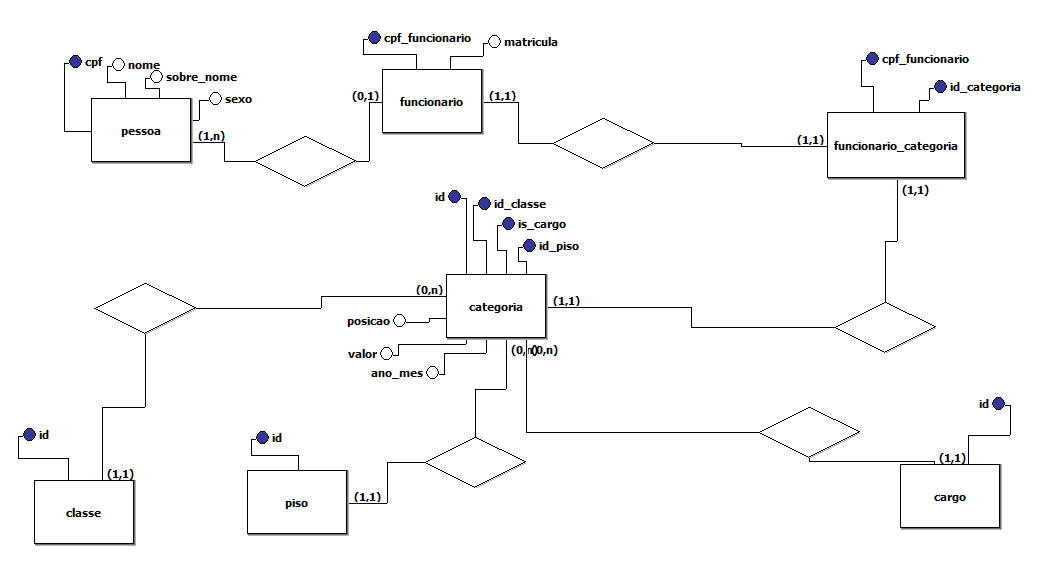 cpf_funcionario
matricula
cpf
nome
sobre_nome
sexo
cpf_funcionario
id_categoria
(0,1)
funcionario
(1,1)
pessoa
(1,n)
(1,1)
funcionario_categoria
(1,1)
id
id_classe
is_cargo
id_piso
(0,n)
categoria
(1,1)
posicao
valor
(0,n)
(0,n)
ano_mes
id
id
id
(1,1)
(1,1)
(1,1)
classe
piso
cargo